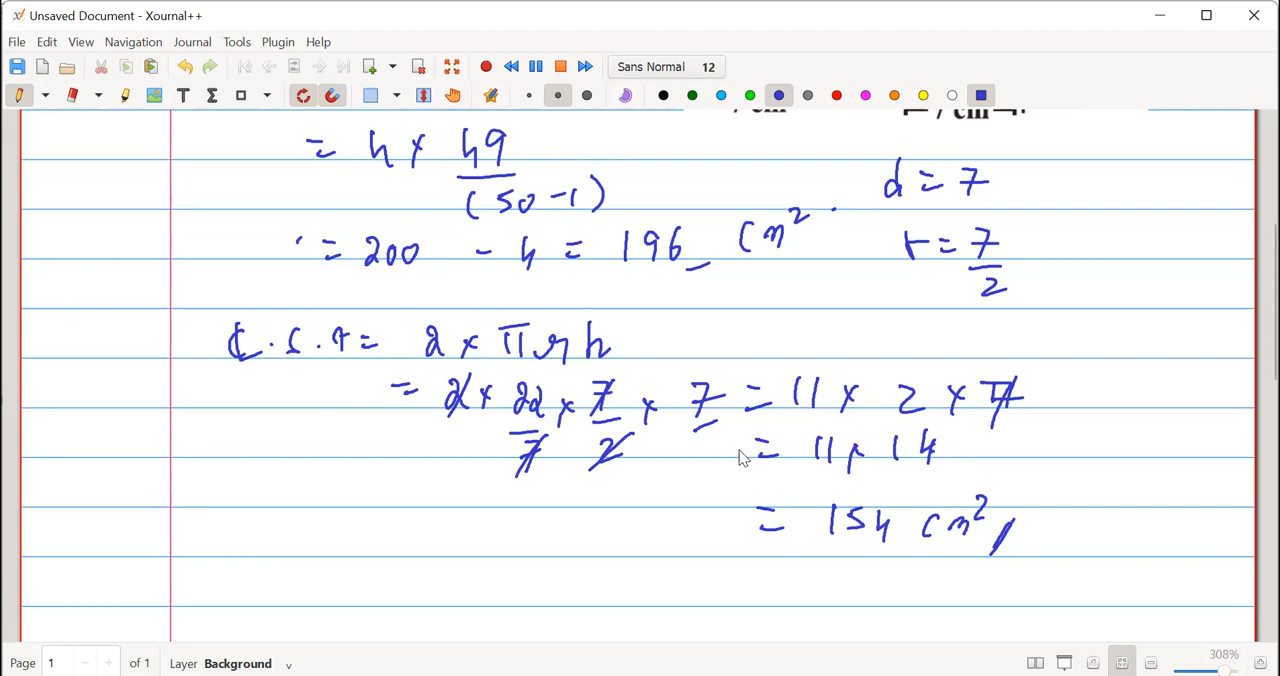 Unsaved Document - Xournal++
File Edit View Navigation Journal Tools Plugin Help
Sans Normal 12
7 cm
= 4 × 49
(50 - 1)
d = 7
= 200 - 4 = 196 cm²
r = 7/2
C.S.A = 2 × π r h
= 2 × 22/7 × 7/2 × 7 = 11 × 2 × 7
= 11 × 14
= 154 cm²
Page 1 of 1 Layer Background 308%